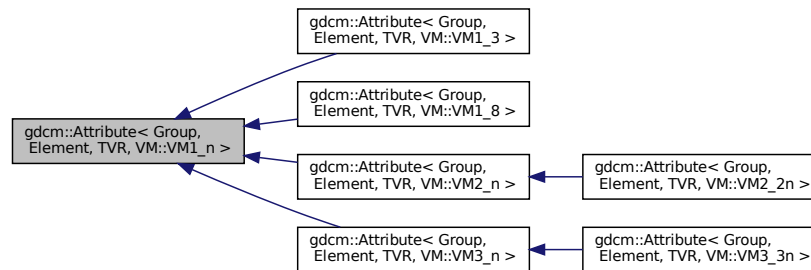 gdcm::Attribute< Group,
Element, TVR, VM::VM1_3 >
gdcm::Attribute< Group,
Element, TVR, VM::VM1_8 >
gdcm::Attribute< Group,
Element, TVR, VM::VM1_n >
gdcm::Attribute< Group,
Element, TVR, VM::VM2_n >
gdcm::Attribute< Group,
Element, TVR, VM::VM2_2n >
gdcm::Attribute< Group,
Element, TVR, VM::VM3_n >
gdcm::Attribute< Group,
Element, TVR, VM::VM3_3n >